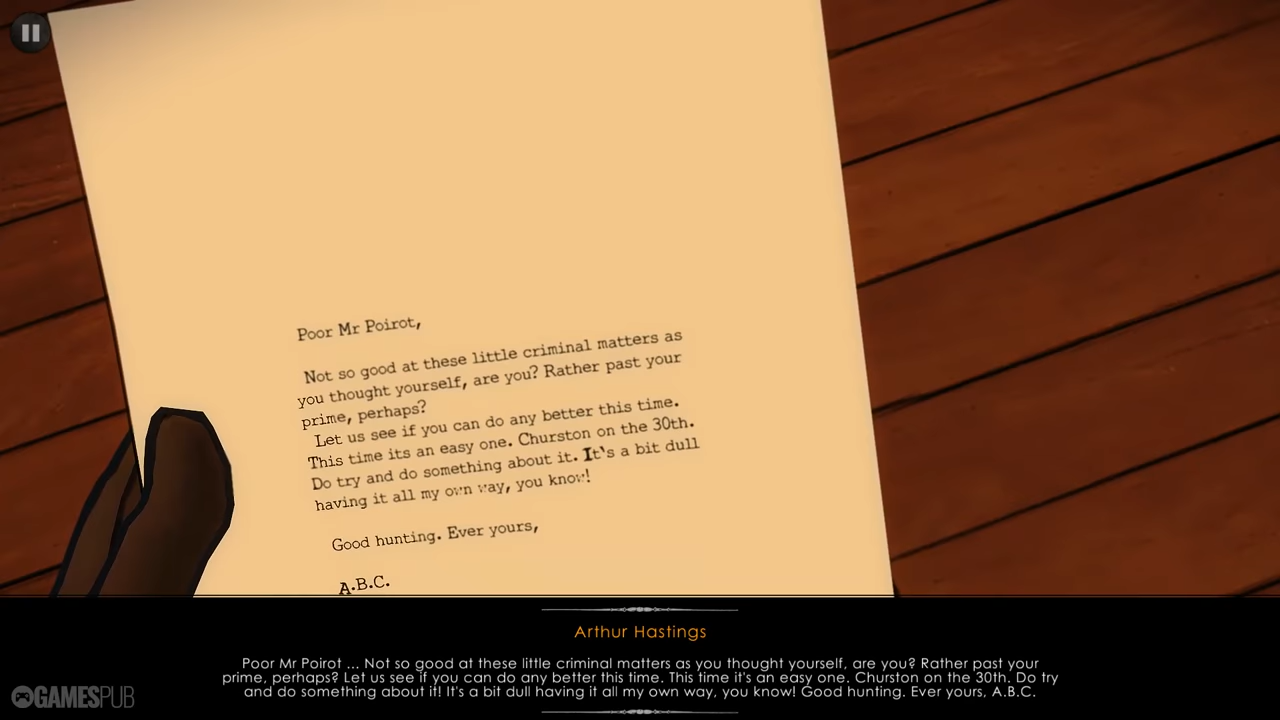 Poor Mr Poirot,
Not so good at these little criminal matters as
you thought yourself, are you? Rather past your
prime, perhaps?
Let us see if you can do any better this time.
This time its an easy one. Churston on the 30th.
Do try and do something about it. It's a bit dull
having it all my own way, you know!
Good hunting. Ever yours,
A.B.C.
Arthur Hastings
Poor Mr Poirot ... Not so good at these little criminal matters as you thought yourself, are you? Rather past your
prime, perhaps? Let us see if you can do any better this time. This time it's an easy one. Churston on the 30th. Do try
and do something about it! It's a bit dull having it all my own way, you know! Good hunting. Ever yours, A.B.C.
GAMESPUB